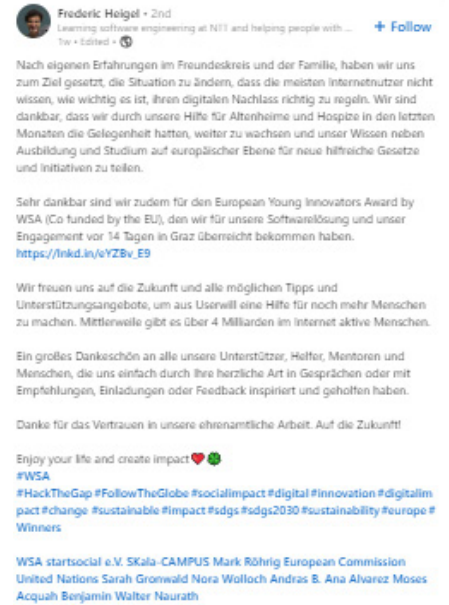 Frederic Heigel • 2nd
Learning software engineering at N11 and helping people with ...
1w • Edited •
+ Follow
Nach eigenen Erfahrungen im Freundeskreis und der Familie, haben wir uns
zum Ziel gesetzt, die Situation zu ändern, dass die meisten Internetnutzer nicht
wissen, wie wichtig es ist, ihren digitalen Nachlass richtig zu regeln. Wir sind
dankbar, dass wir durch unsere Hilfe für Altenheime und Hospize in den letzten
Monaten die Gelegenheit hatten, weiter zu wachsen und unser Wissen neben
Ausbildung und Studium auf europäischer Ebene für neue hilfreiche Gesetze
und Initiativen zu teilen.
Sehr dankbar sind wir zudem für den European Young Innovators Award by
WSA (Co funded by the EU), den wir für unsere Softwarelösung und unser
Engagement vor 14 Tagen in Graz überreicht bekommen haben.
https://lnkd.in/eYZBv_E9
Wir freuen uns auf die Zukunft und alle möglichen Tipps und
Unterstützungsangebote, um aus Userwill eine Hilfe für noch mehr Menschen
zu machen. Mittlerweile gibt es über 4 Milliarden im Internet aktive Menschen.
Ein großes Dankeschön an alle unsere Unterstützer, Helfer, Mentoren und
Menschen, die uns einfach durch Ihre herzliche Art in Gesprächen oder mit
Empfehlungen, Einladungen oder Feedback inspiriert und geholfen haben.
Danke für das Vertrauen in unsere ehrenamtliche Arbeit. Auf die Zukunft!
Enjoy your life and create impact❤️🍀
#WSA
#HackTheGap #FollowTheGlobe #socialimpact #digital #innovation #digitalim
pact #change #sustainable #impact #sdgs #sdgs2030 #sustainability #europe #
Winners
WSA startsocial e.V. SKala-CAMPUS Mark Röhrig European Commission
United Nations Sarah Gronwald Nora Wolloch Andras B. Ana Alvarez Moses
Acquah Benjamin Walter Naurath